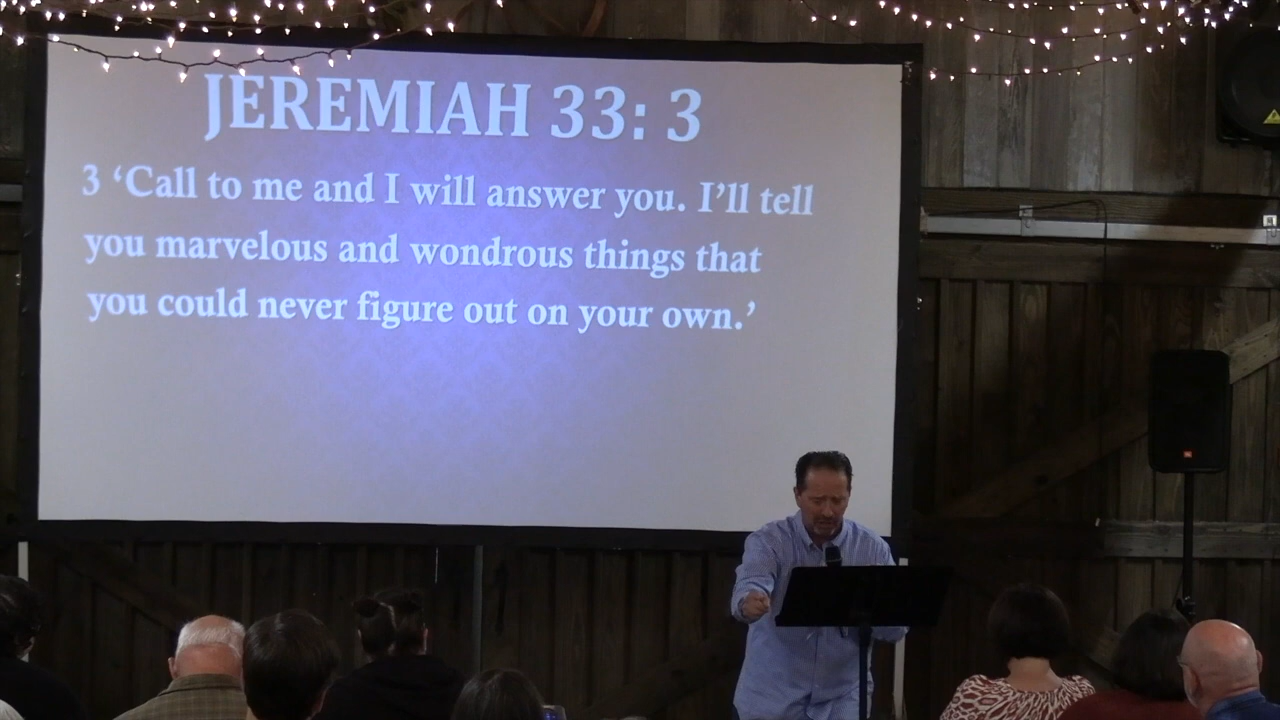 JEREMIAH 33: 3
3 ‘Call to me and I will answer you. I’ll tell
you marvelous and wondrous things that
you could never figure out on your own.’